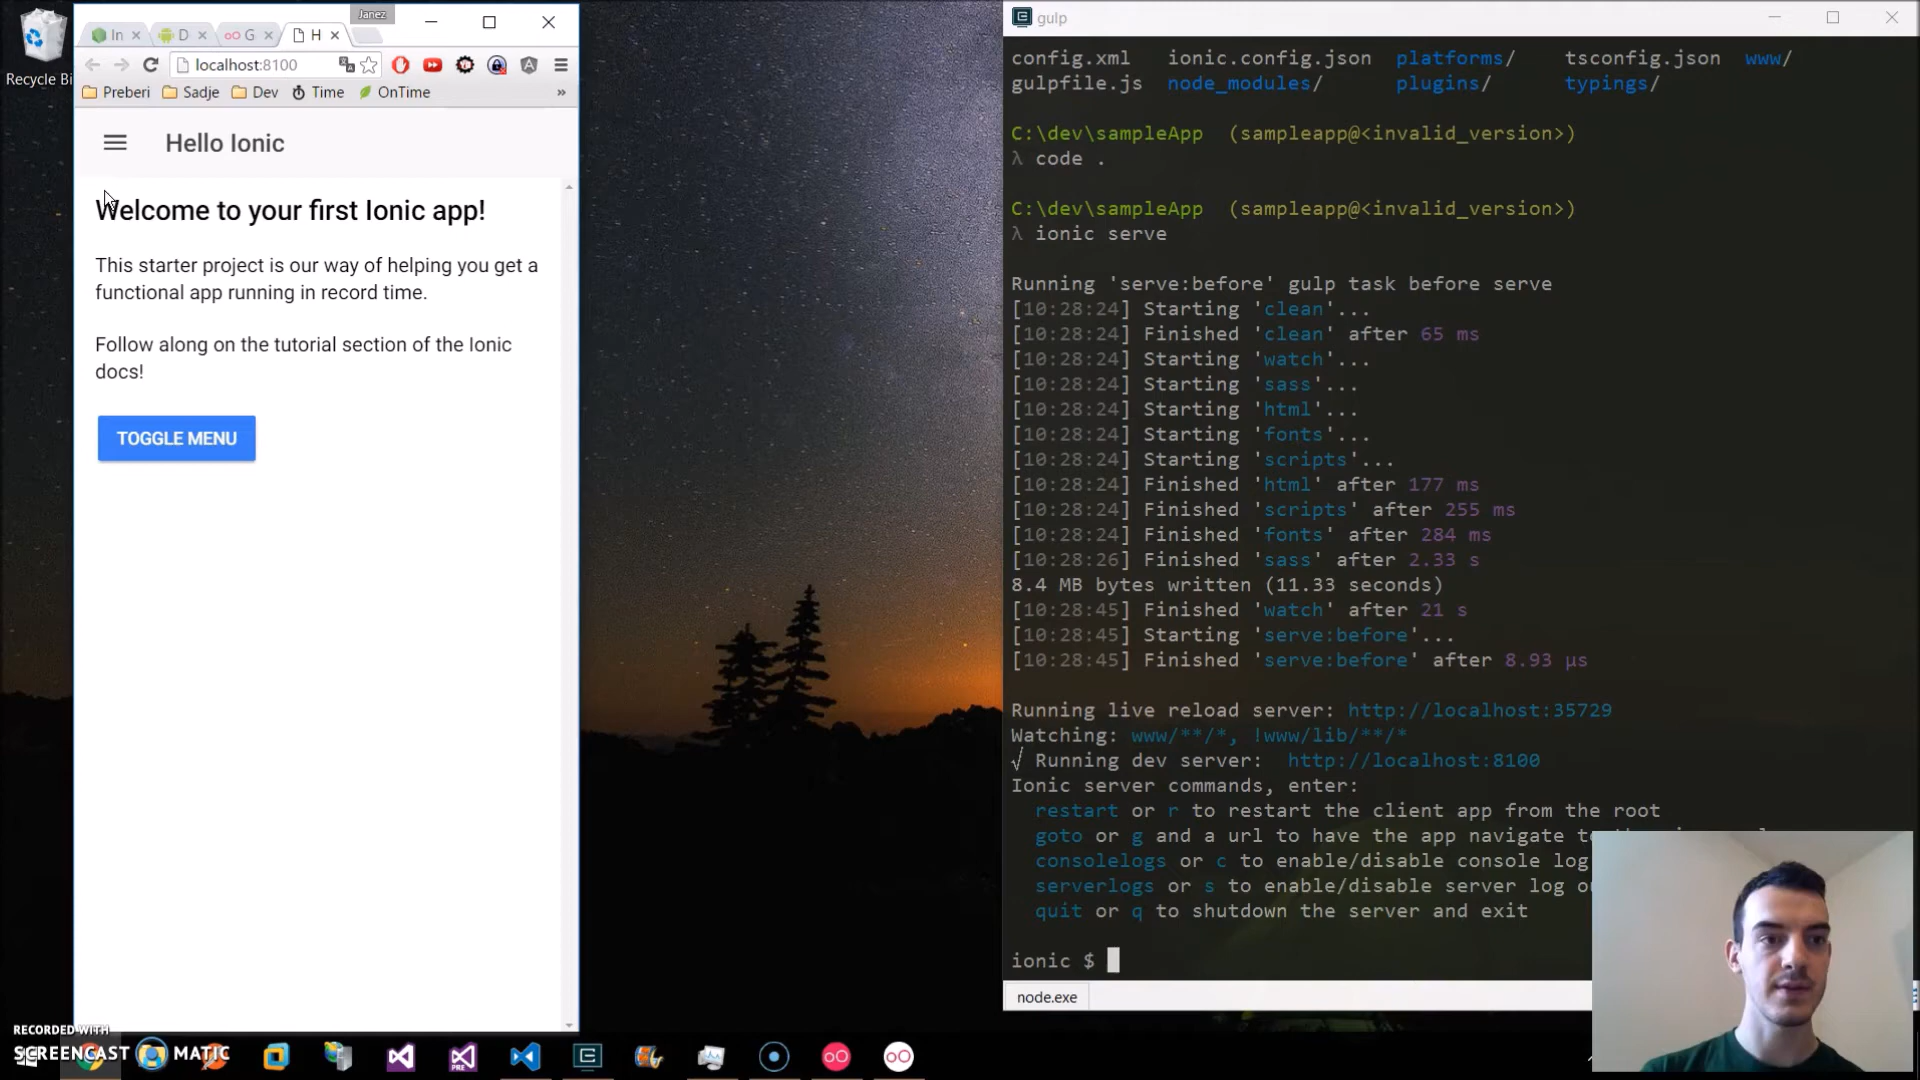 Recycle Bi
Janez
In
D
G
H
localhost:8100
Preberi
Sadje
Dev
Time
OnTime
»
Hello Ionic
Welcome to your first Ionic app!
This starter project is our way of helping you get a
functional app running in record time.
Follow along on the tutorial section of the Ionic
docs!
TOGGLE MENU
gulp
config.xml ionic.config.json platforms/ tsconfig.json www/
gulpfile.js node_modules/ plugins/ typings/
C:\dev\sampleApp (sampleapp@<invalid_version>)
λ code .
C:\dev\sampleApp (sampleapp@<invalid_version>)
λ ionic serve
Running 'serve:before' gulp task before serve
[10:28:24] Starting 'clean'...
[10:28:24] Finished 'clean' after 65 ms
[10:28:24] Starting 'watch'...
[10:28:24] Starting 'sass'...
[10:28:24] Starting 'html'...
[10:28:24] Starting 'fonts'...
[10:28:24] Starting 'scripts'...
[10:28:24] Finished 'html' after 177 ms
[10:28:24] Finished 'scripts' after 255 ms
[10:28:24] Finished 'fonts' after 284 ms
[10:28:26] Finished 'sass' after 2.33 s
8.4 MB bytes written (11.33 seconds)
[10:28:45] Finished 'watch' after 21 s
[10:28:45] Starting 'serve:before'...
[10:28:45] Finished 'serve:before' after 8.93 μs
Running live reload server: http://localhost:35729
Watching: www/**/*, !www/lib/**/*
√ Running dev server: http://localhost:8100
Ionic server commands, enter:
restart or r to restart the client app from the root
goto or g and a url to have the app navigate to
consolelogs or c to enable/disable console log
serverlogs or s to enable/disable server log
quit or q to shutdown the server and exit
ionic $
node.exe
RECORDED WITH
SCREENCAST MATIC
PRE